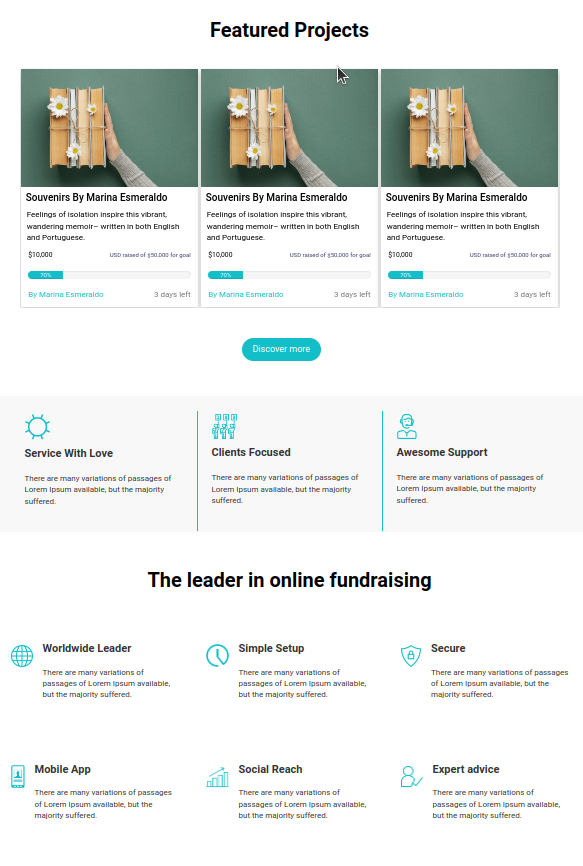 Featured Projects
Souvenirs By Marina Esmeraldo
Feelings of isolation inspire this vibrant,
wandering memoir– written in both English
and Portuguese.
$10,000 USD raised of $50,000 for goal
70%
By Marina Esmeraldo 3 days left
Souvenirs By Marina Esmeraldo
Feelings of isolation inspire this vibrant,
wandering memoir– written in both English
and Portuguese.
$10,000 USD raised of $50,000 for goal
70%
By Marina Esmeraldo 3 days left
Souvenirs By Marina Esmeraldo
Feelings of isolation inspire this vibrant,
wandering memoir– written in both English
and Portuguese.
$10,000 USD raised of $50,000 for goal
70%
By Marina Esmeraldo 3 days left
Discover more
Service With Love
There are many variations of passages of
Lorem Ipsum available, but the majority
suffered.
Clients Focused
There are many variations of passages of
Lorem Ipsum available, but the majority
suffered.
Awesome Support
There are many variations of passages of
Lorem Ipsum available, but the majority
suffered.
The leader in online fundraising
Worldwide Leader
There are many variations of
passages of Lorem Ipsum available,
but the majority suffered.
Simple Setup
There are many variations of
passages of Lorem Ipsum available,
but the majority suffered.
Secure
There are many variations of passages
of Lorem Ipsum available, but the
majority suffered.
Mobile App
There are many variations of passages
of Lorem Ipsum available, but the
majority suffered.
Social Reach
There are many variations of
passages of Lorem Ipsum available,
but the majority suffered.
Expert advice
There are many variations of
passages of Lorem Ipsum available,
but the majority suffered.